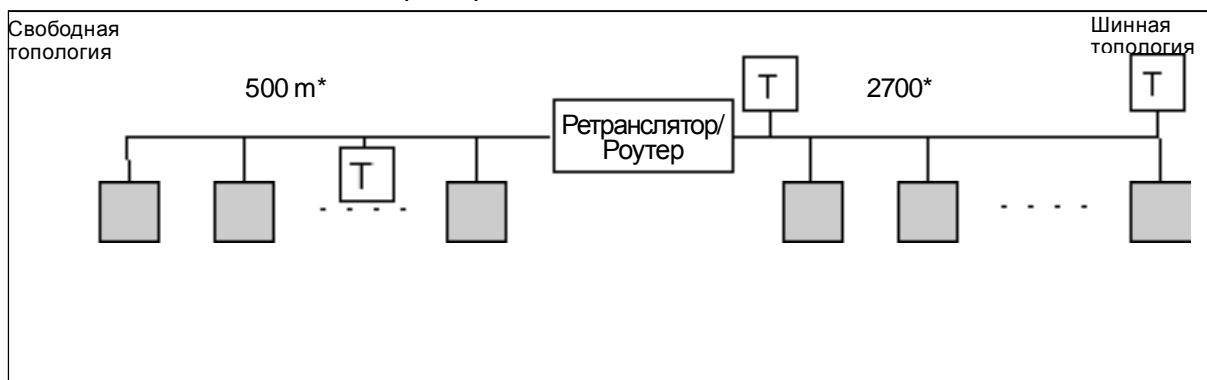 Свободная
топология
Шинная
топология
500 m*
T
2700*
T
Ретранслятор/
Роутер
T